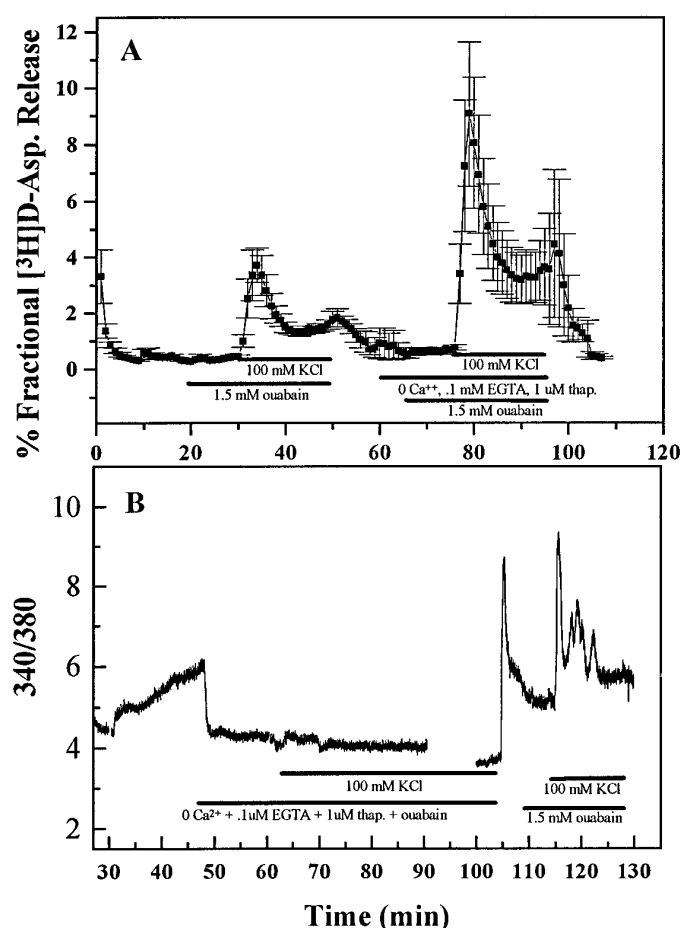 A
% Fractional [³H]D-Asp. Release
12
10
8
6
4
2
0
100 mM KCl
1.5 mM ouabain
100 mM KCl
0 Ca⁺⁺, .1 mM EGTA, 1 uM thap.
1.5 mM ouabain
0 20 40 60 80 100 120
B
340/380
10
8
6
4
2
100 mM KCl
0 Ca²⁺ + .1uM EGTA + 1uM thap. + ouabain
100 mM KCl
1.5 mM ouabain
30 40 50 60 70 80 90 100 110 120 130
Time (min)